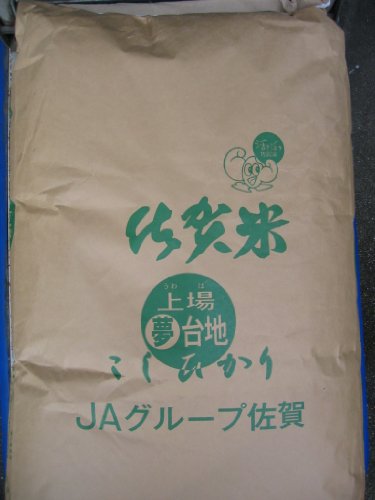 佐賀米
うわ ば
上場
夢台地
こしひかり
JAグループ佐賀